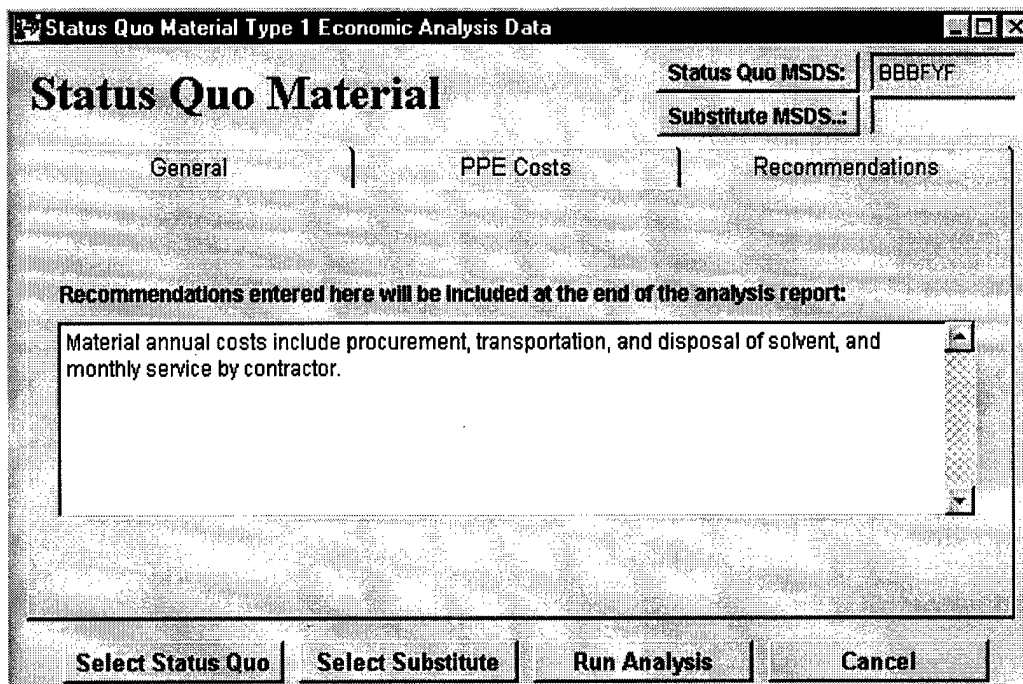 Status Quo Material Type 1 Economic Analysis Data
Status Quo Material
Status Quo MSDS: BBBFYF
Substitute MSDS..:
General PPE Costs Recommendations
Recommendations entered here will be included at the end of the analysis report:
Material annual costs include procurement, transportation, and disposal of solvent, and
monthly service by contractor.
Select Status Quo Select Substitute Run Analysis Cancel